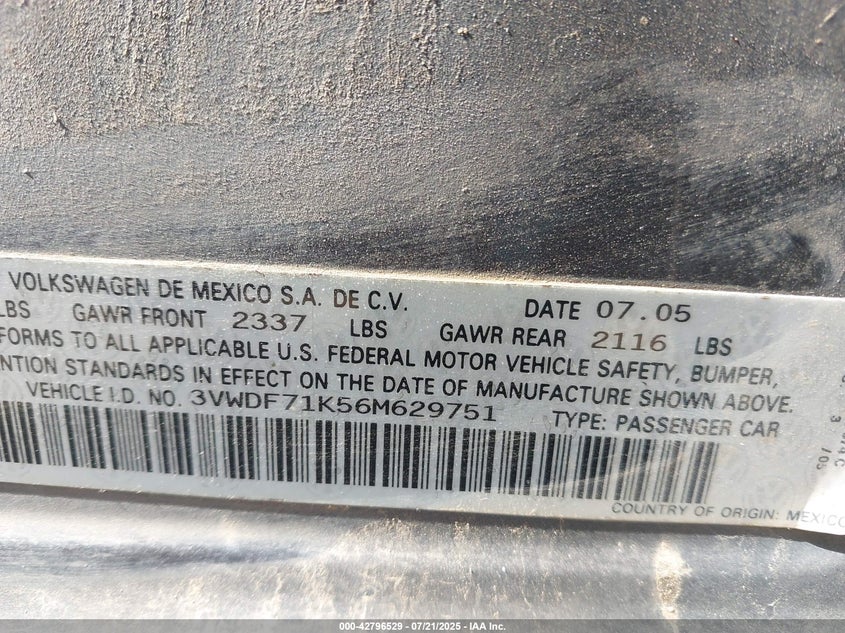 VOLKSWAGEN DE MEXICO S.A. DE C.V. DATE 07.05
LBS GAWR FRONT 2337 LBS GAWR REAR 2116 LBS
FORMS TO ALL APPLICABLE U.S. FEDERAL MOTOR VEHICLE SAFETY, BUMPER,
ENTION STANDARDS IN EFFECT ON THE DATE OF MANUFACTURE SHOWN ABOVE.
VEHICLE I.D. NO. 3VWDF71K56M629751 TYPE: PASSENGER CAR
COUNTRY OF ORIGIN: MEXICO
000-42796529 - 07/21/2025 - IAA Inc.